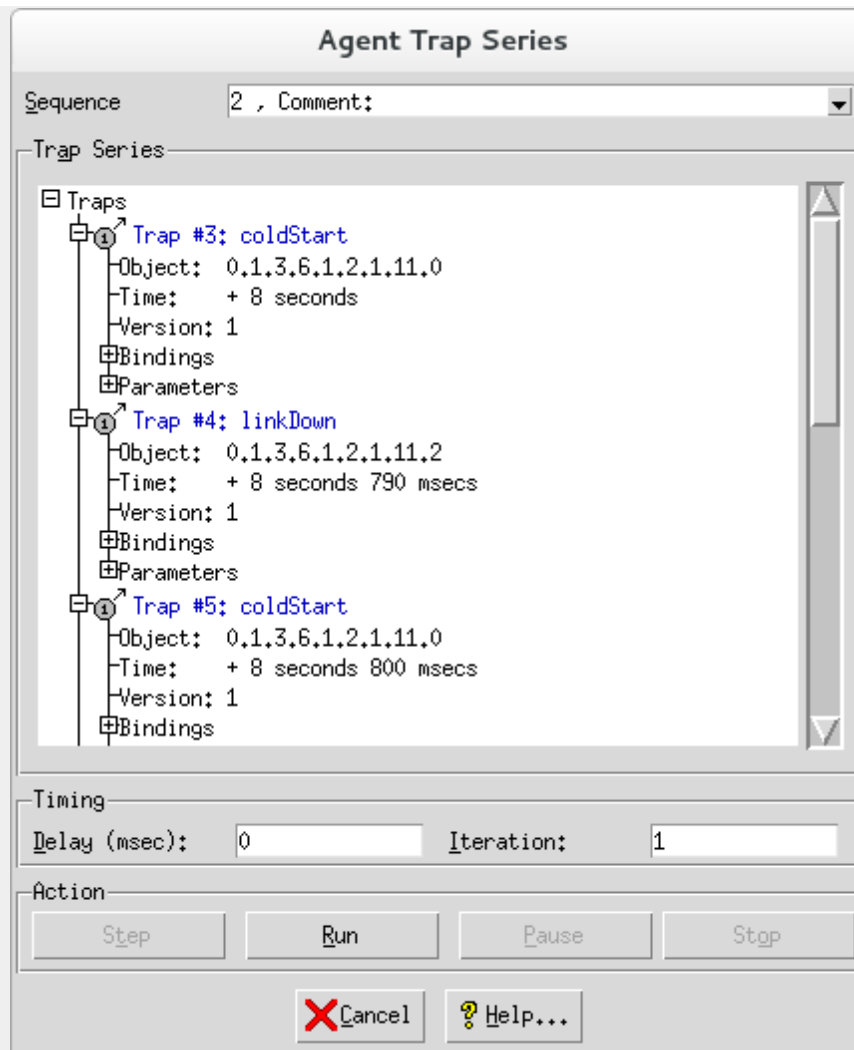 Agent Trap Series
Sequence 2 , Comment:
Trap Series
Traps
Trap #3: coldStart
Object: 0.1.3.6.1.2.1.11.0
Time: + 8 seconds
Version: 1
Bindings
Parameters
Trap #4: linkDown
Object: 0.1.3.6.1.2.1.11.2
Time: + 8 seconds 790 msecs
Version: 1
Bindings
Parameters
Trap #5: coldStart
Object: 0.1.3.6.1.2.1.11.0
Time: + 8 seconds 800 msecs
Version: 1
Bindings
Timing
Delay (msec): 0 Iteration: 1
Action
Step Run Pause Stop
Cancel Help...